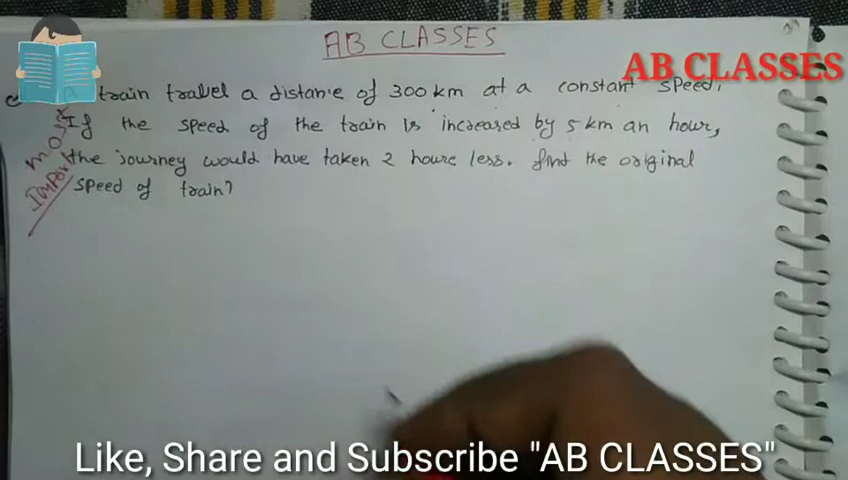 AB CLASSES
AB CLASSES
A train travel a distance of 300 km at a constant speed.
If the speed of the train is increased by 5 km an hour,
the journey would have taken 2 hours less. find the original
speed of train?
Most
Like, Share and Subscribe "AB CLASSES"